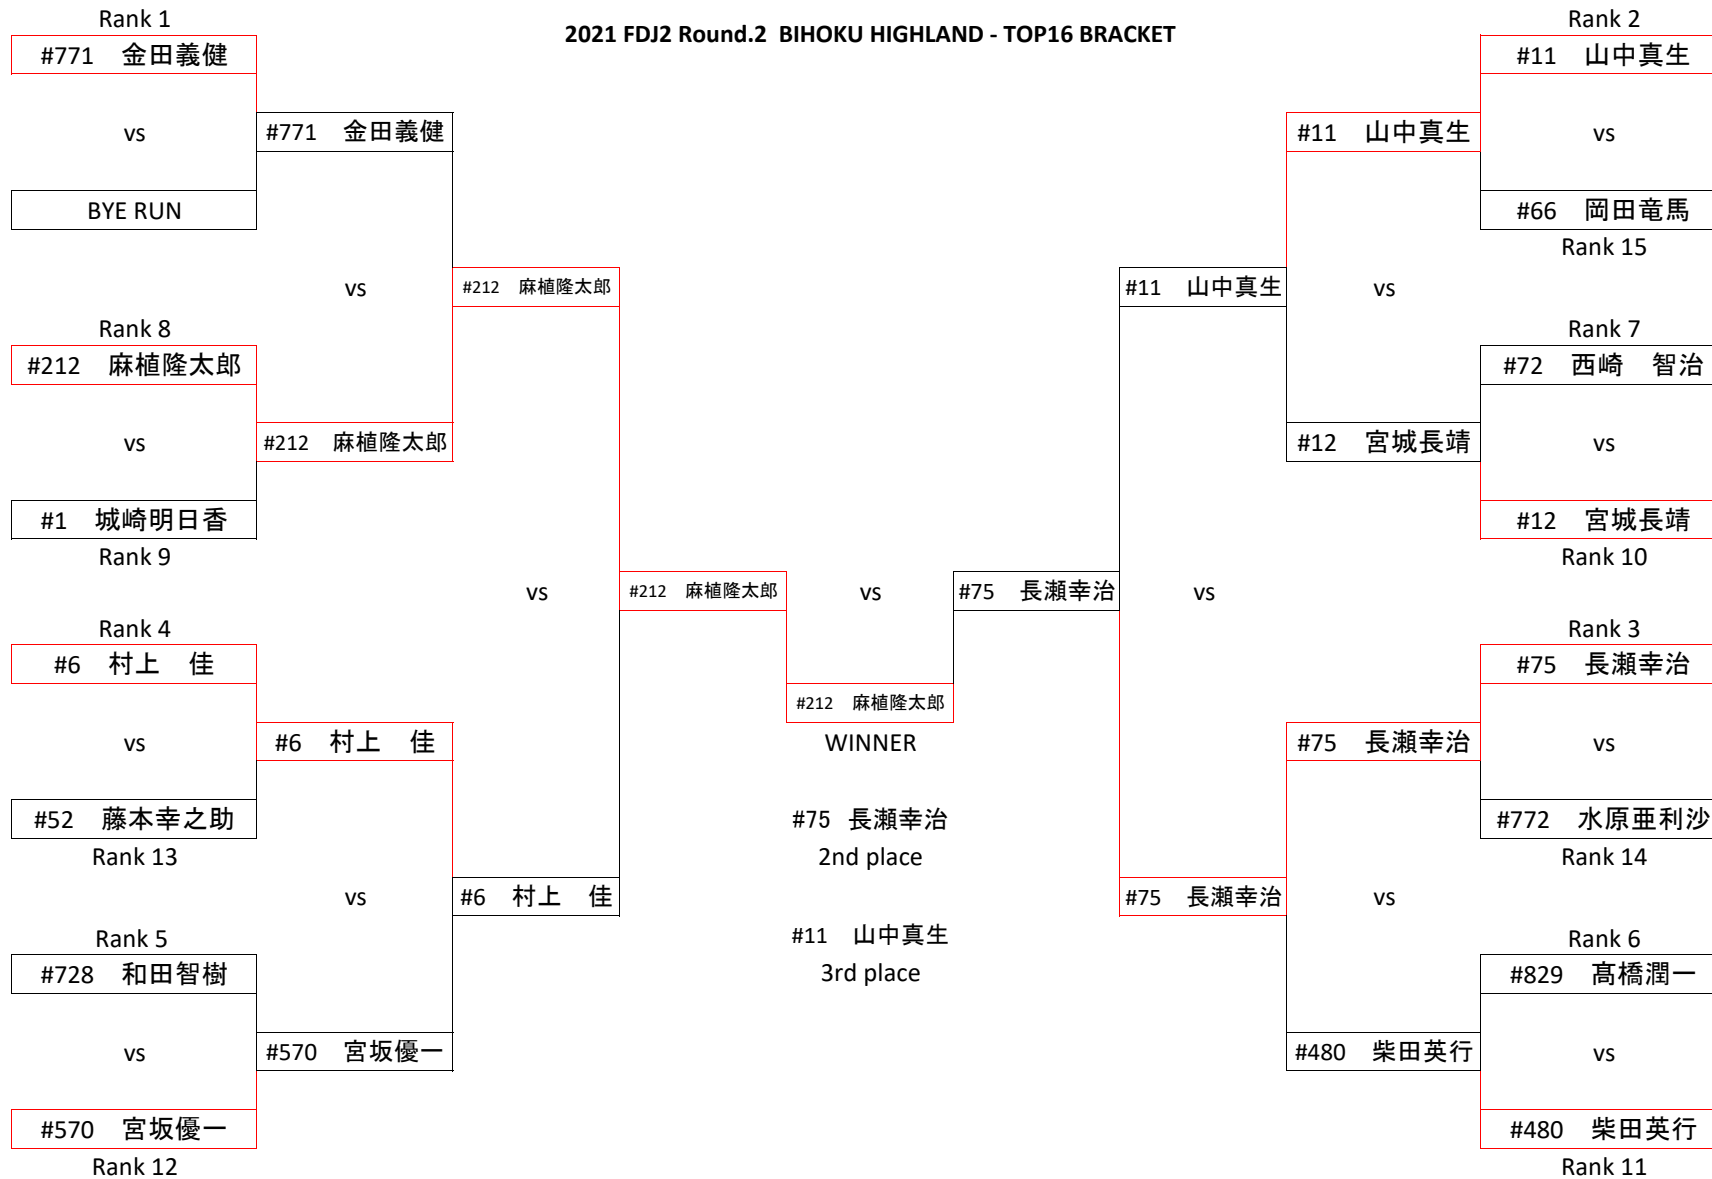 2021 FDJ2 Round.2 BIHOKU HIGHLAND - TOP16 BRACKET
Rank 1
#771 金田義健
vs
BYE RUN
Rank 8
#212 麻植隆太郎
vs
#1 城崎明日香
Rank 9
Rank 4
#6 村上 佳
vs
#52 藤本幸之助
Rank 13
Rank 5
#728 和田智樹
vs
#570 宮坂優一
Rank 12
#771 金田義健
vs
#212 麻植隆太郎
#6 村上 佳
vs
#570 宮坂優一
#212 麻植隆太郎
vs
#6 村上 佳
#212 麻植隆太郎
vs
#75 長瀬幸治
#212 麻植隆太郎
WINNER
#75 長瀬幸治
2nd place
#11 山中真生
3rd place
#11 山中真生
vs
#75 長瀬幸治
#11 山中真生
vs
#12 宮城長靖
#75 長瀬幸治
vs
#480 柴田英行
Rank 2
#11 山中真生
vs
#66 岡田竜馬
Rank 15
Rank 7
#72 西崎 智治
vs
#12 宮城長靖
Rank 10
Rank 3
#75 長瀬幸治
vs
#772 水原亜利沙
Rank 14
Rank 6
#829 髙橋潤一
vs
#480 柴田英行
Rank 11